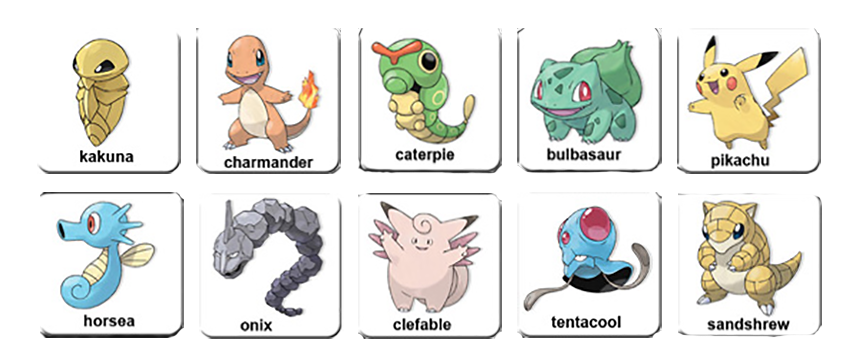 kakuna
charmander
caterpie
bulbasaur
pikachu
horsea
onix
clefable
tentacool
sandshrew